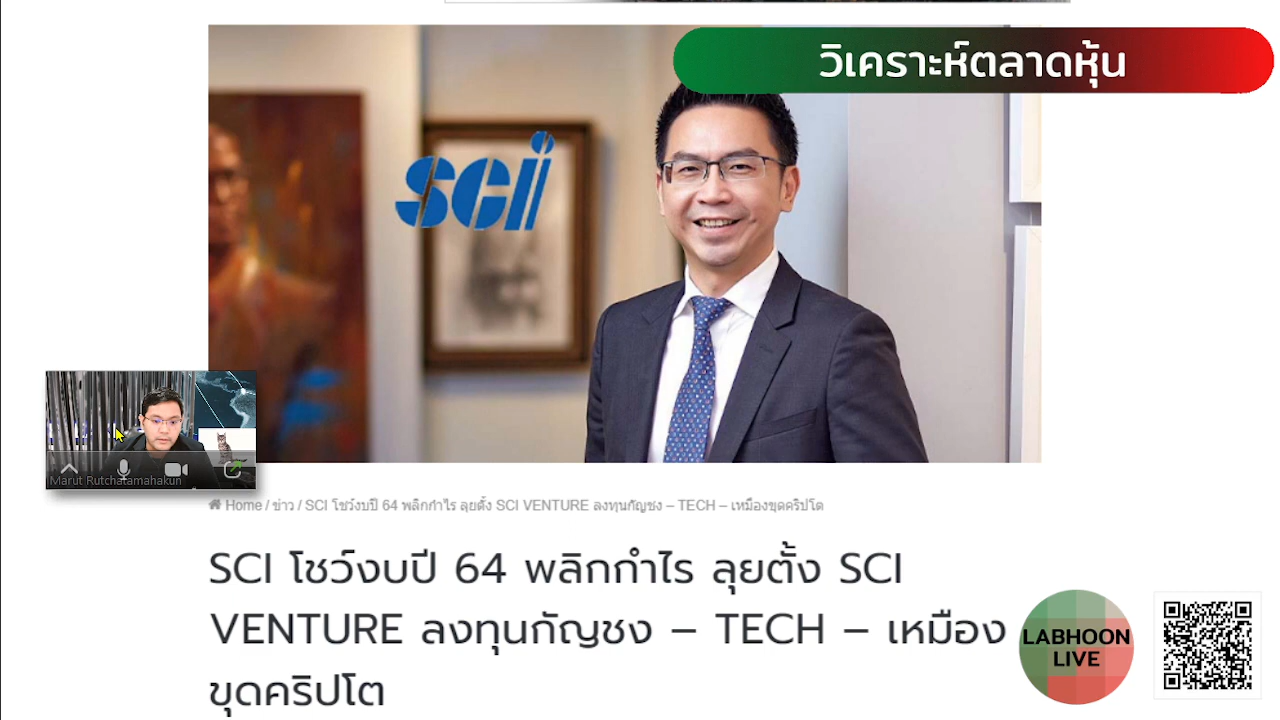 วิเคราะห์ตลาดหุ้น
SCI
Marut Rutchatamahakun
Home / ข่าว / SCI โชว์งบปี 64 พลิกกำไร ลุยตั้ง SCI VENTURE ลงทุนกัญชง – TECH – เหมืองขุดคริปโต
SCI โชว์งบปี 64 พลิกกำไร ลุยตั้ง SCI
VENTURE ลงทุนกัญชง – TECH – เหมือง
ขุดคริปโต
LABHOON
LIVE